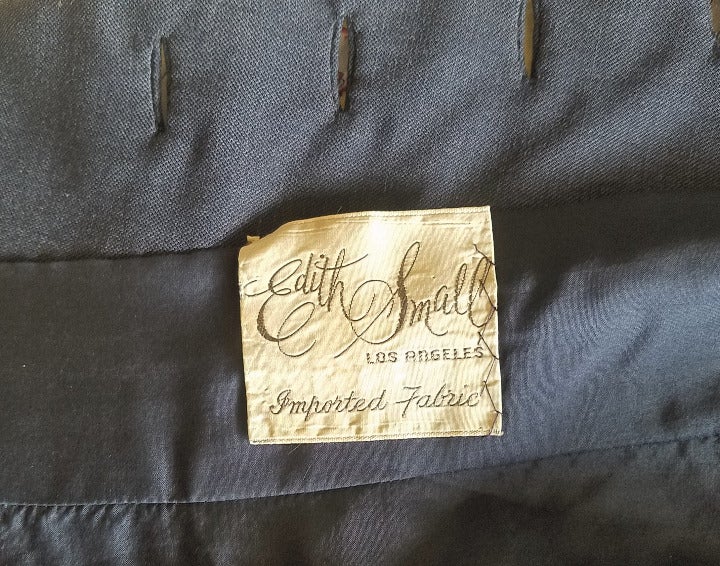 Edith Small
LOS ANGELES
Imported Fabric